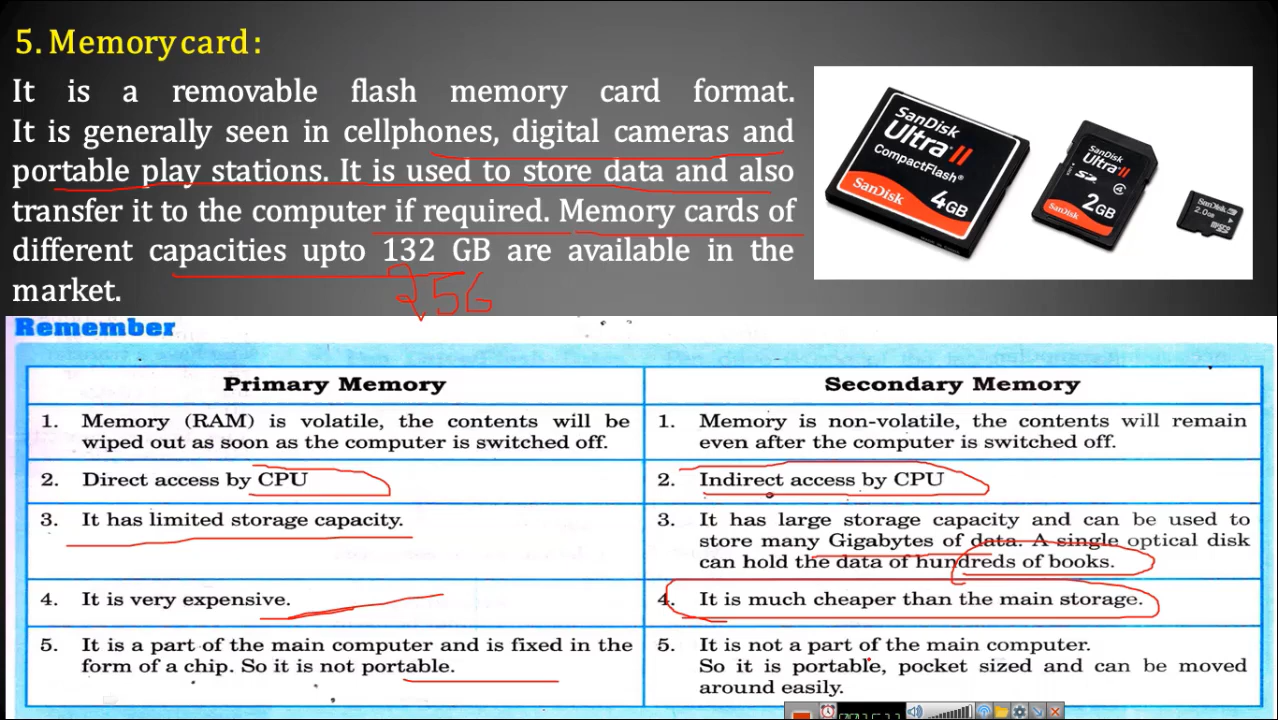 5. Memory card :
It is a removable flash memory card format.
It is generally seen in cellphones, digital cameras and
portable play stations. It is used to store data and also
transfer it to the computer if required. Memory cards of
different capacities upto 132 GB are available in the
market.
256
SanDisk
Ultra II
CompactFlash
SanDisk
4GB
SanDisk
Ultra II
SanDisk
2GB
SanDisk
2.0GB
Remember
Primary Memory
1. Memory (RAM) is volatile, the contents will be
wiped out as soon as the computer is switched off.
2. Direct access by CPU
3. It has limited storage capacity.
4. It is very expensive.
5. It is a part of the main computer and is fixed in the
form of a chip. So it is not portable.
Secondary Memory
1. Memory is non-volatile, the contents will remain
even after the computer is switched off.
2. Indirect access by CPU
3. It has large storage capacity and can be used to
store many Gigabytes of data. A single optical disk
can hold the data of hundreds of books.
4. It is much cheaper than the main storage.
5. It is not a part of the main computer.
So it is portable, pocket sized and can be moved
around easily.